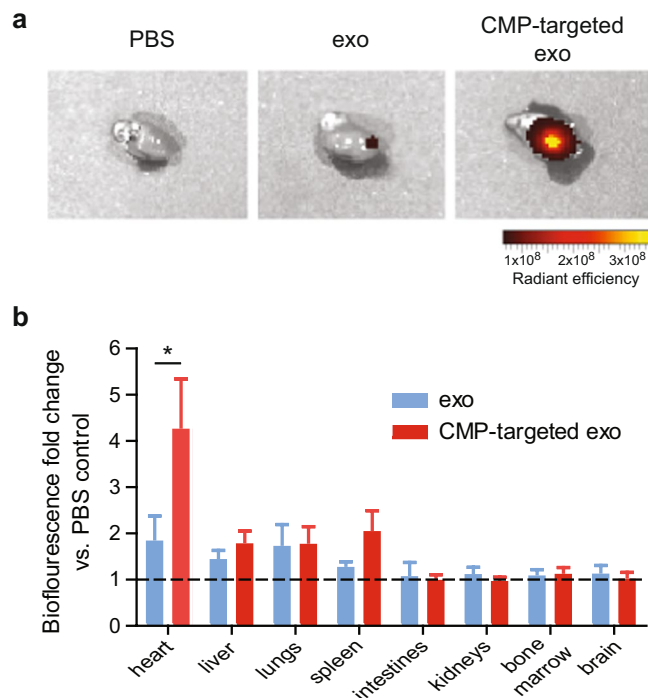 a
PBS
exo
CMP-targeted
exo
1x10⁸ 2x10⁸ 3x10⁸
Radiant efficiency
b
Bioflourescence fold change
vs. PBS control
6
5
4
3
2
1
0
*
exo
CMP-targeted exo
heart
liver
lungs
spleen
intestines
kidneys
bone
marrow
brain